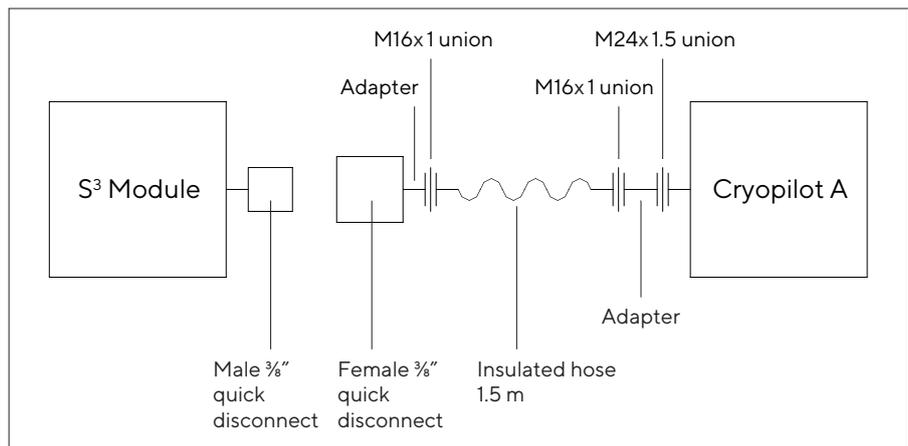 M16x1 union
M24x1.5 union
Adapter
M16x1 union
S³ Module
Cryopilot A
Adapter
Male ⅜”
quick
disconnect
Female ⅜”
quick
disconnect
Insulated hose
1.5 m